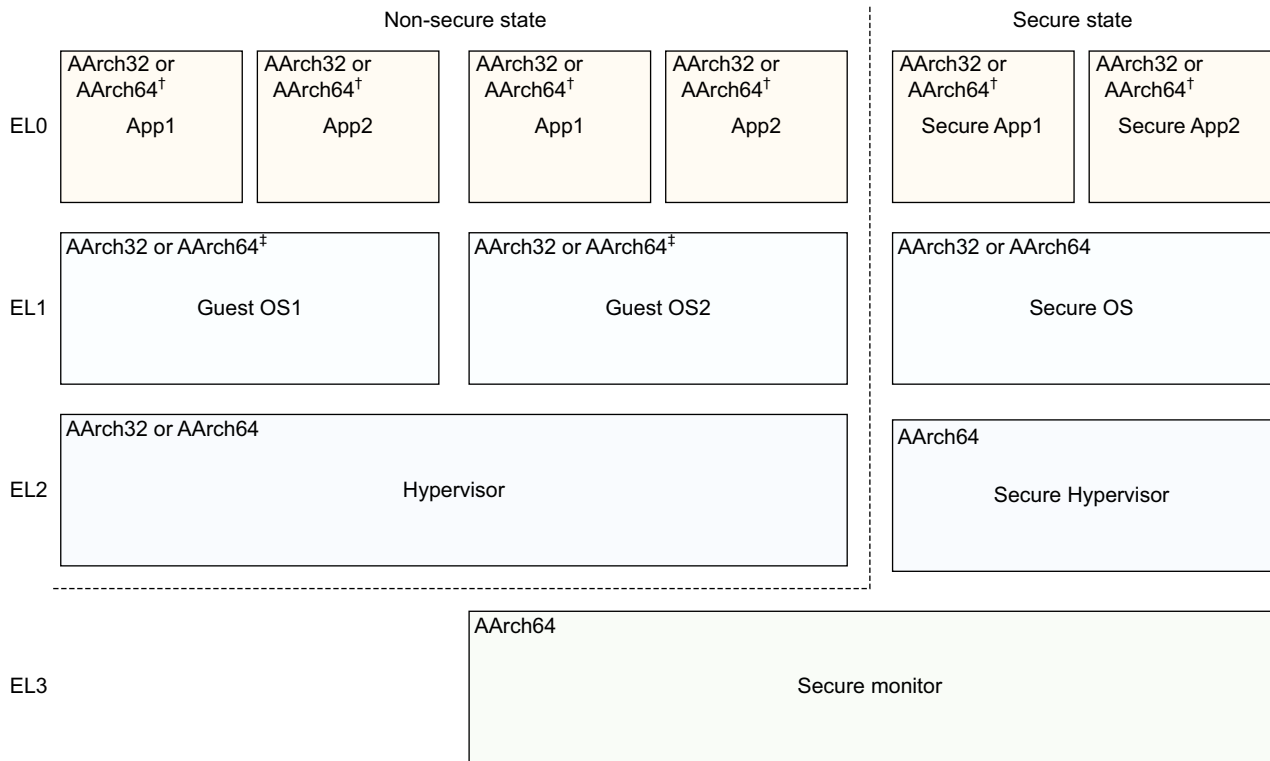 Non-secure state
Secure state
AArch32 or
AArch64†
App1
AArch32 or
AArch64†
App2
AArch32 or
AArch64†
App1
AArch32 or
AArch64†
App2
AArch32 or
AArch64†
Secure App1
AArch32 or
AArch64†
Secure App2
EL0
AArch32 or AArch64‡
Guest OS1
AArch32 or AArch64‡
Guest OS2
AArch32 or AArch64
Secure OS
EL1
AArch32 or AArch64
Hypervisor
AArch64
Secure Hypervisor
EL2
AArch64
Secure monitor
EL3